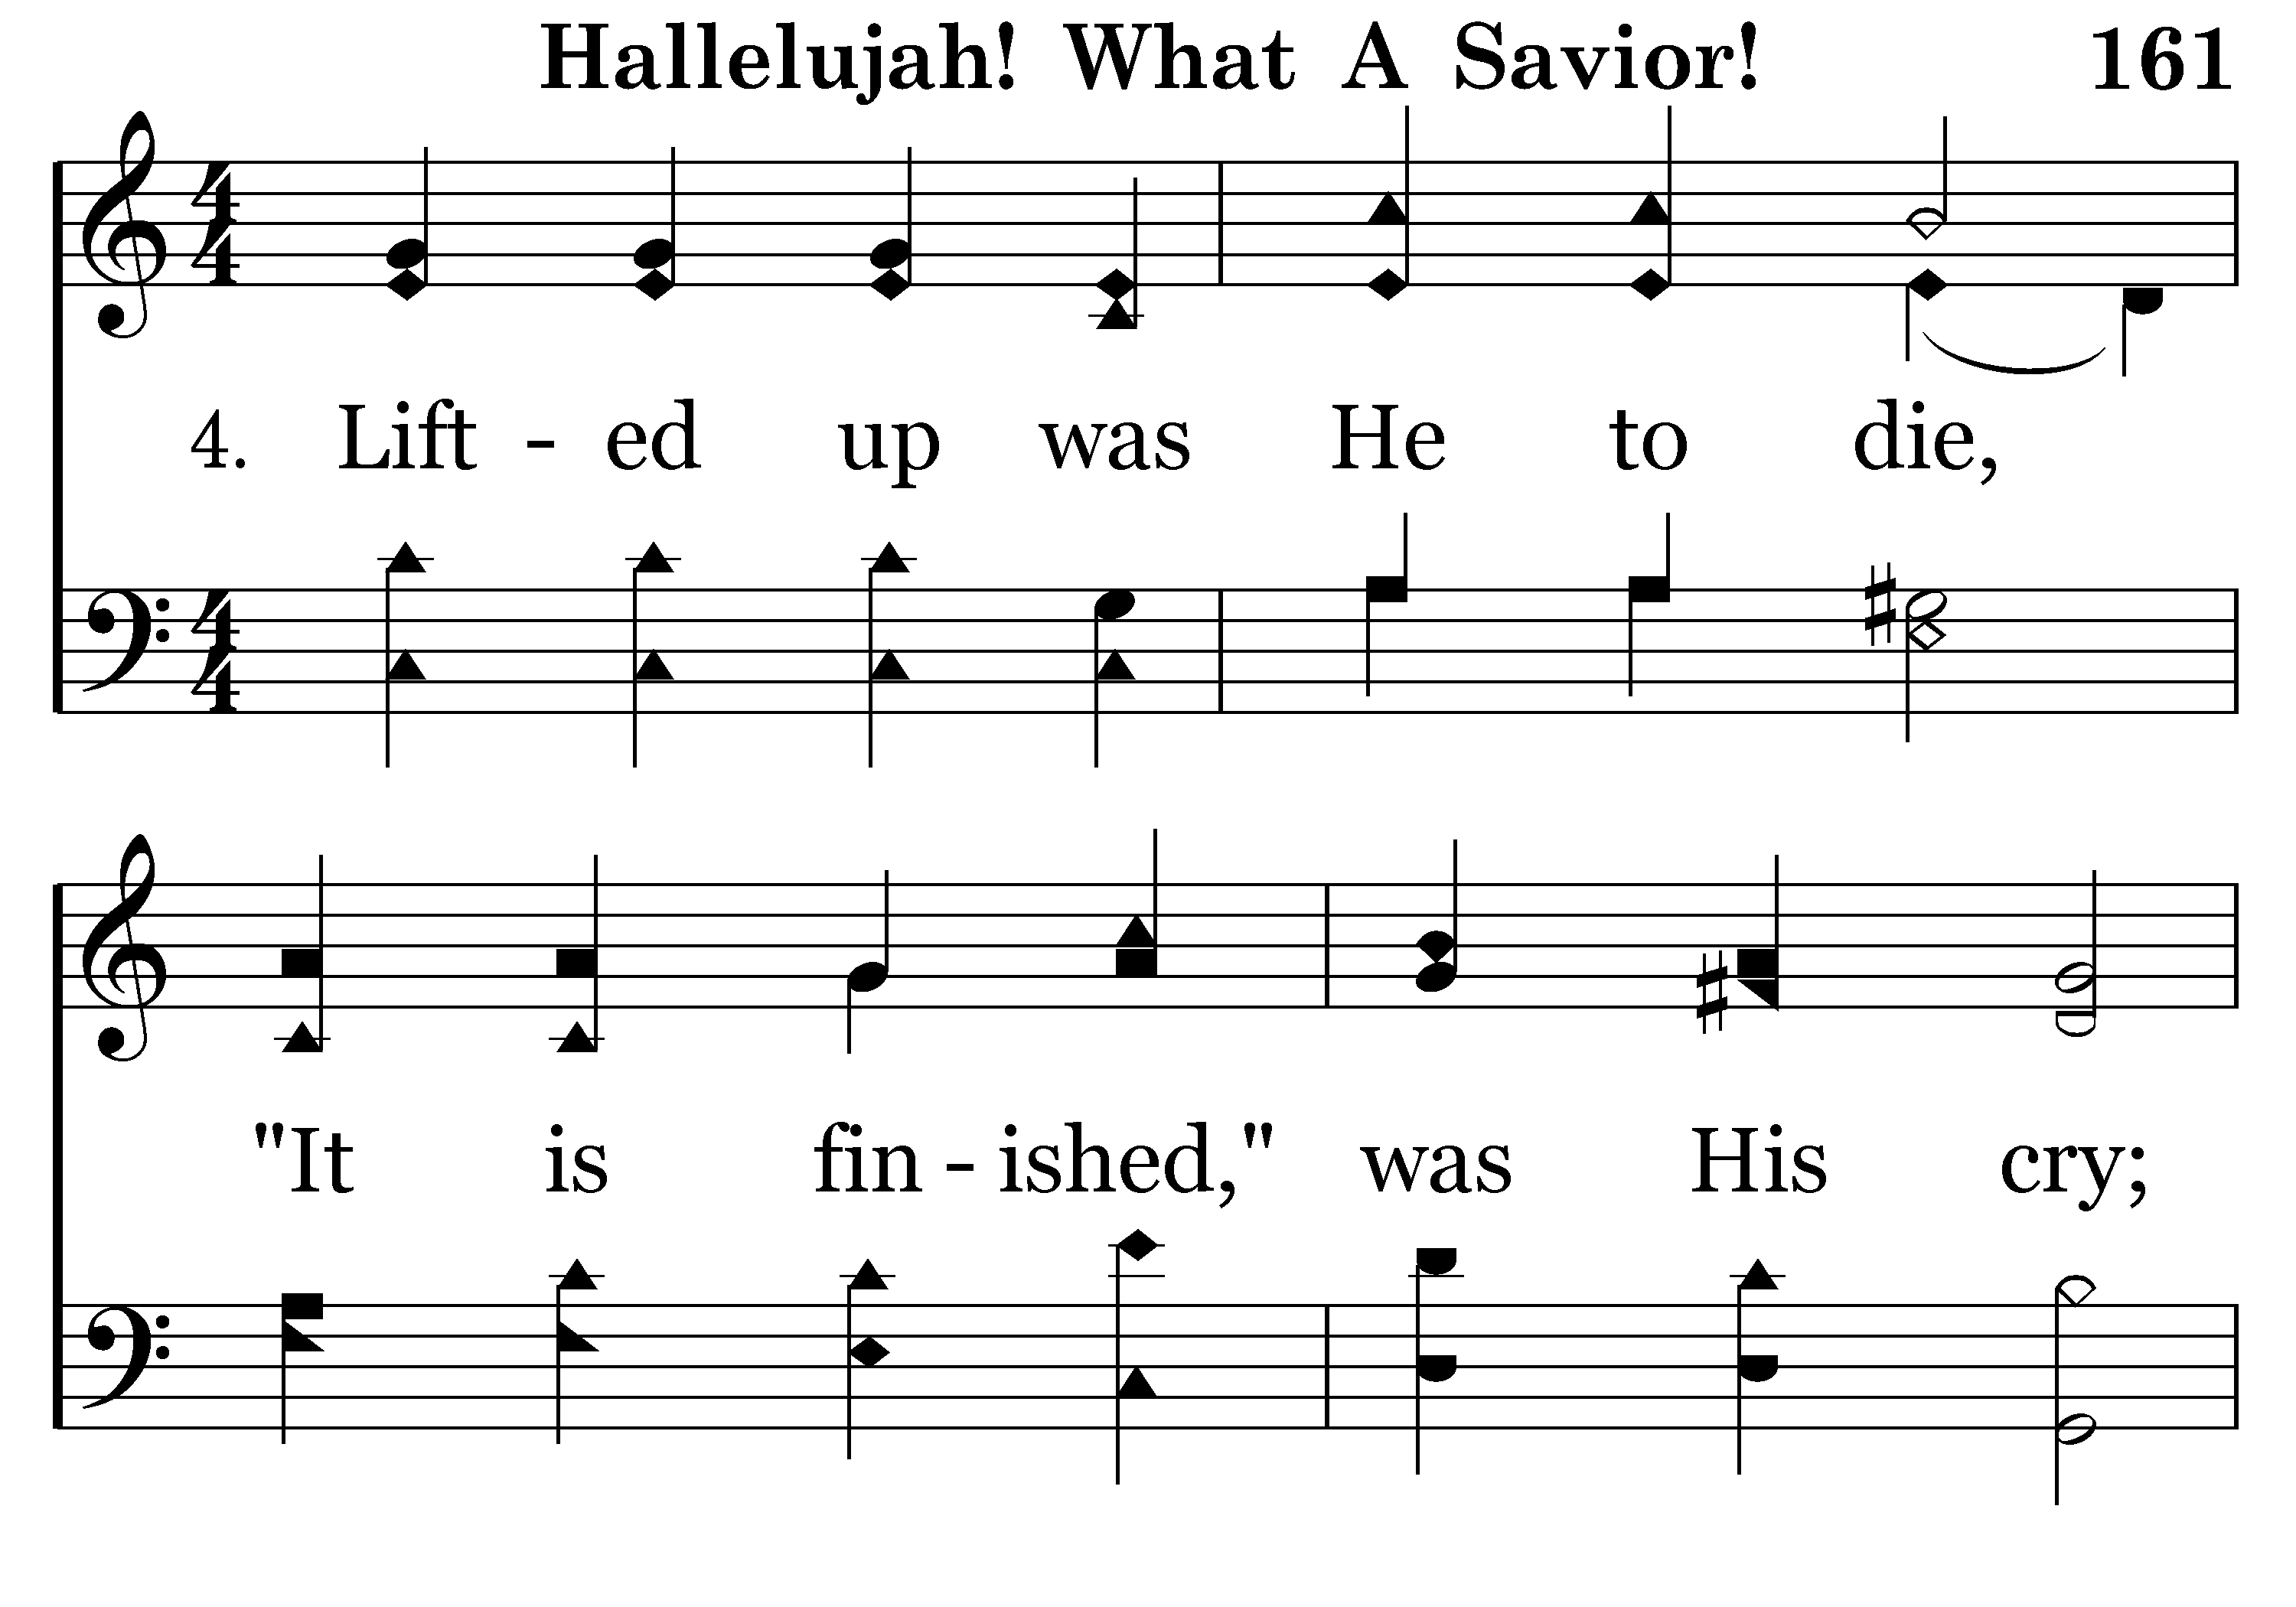 Hallelujah! What A Savior! 161
4. Lift - ed up was He to die,
"It is fin - ished," was His cry;